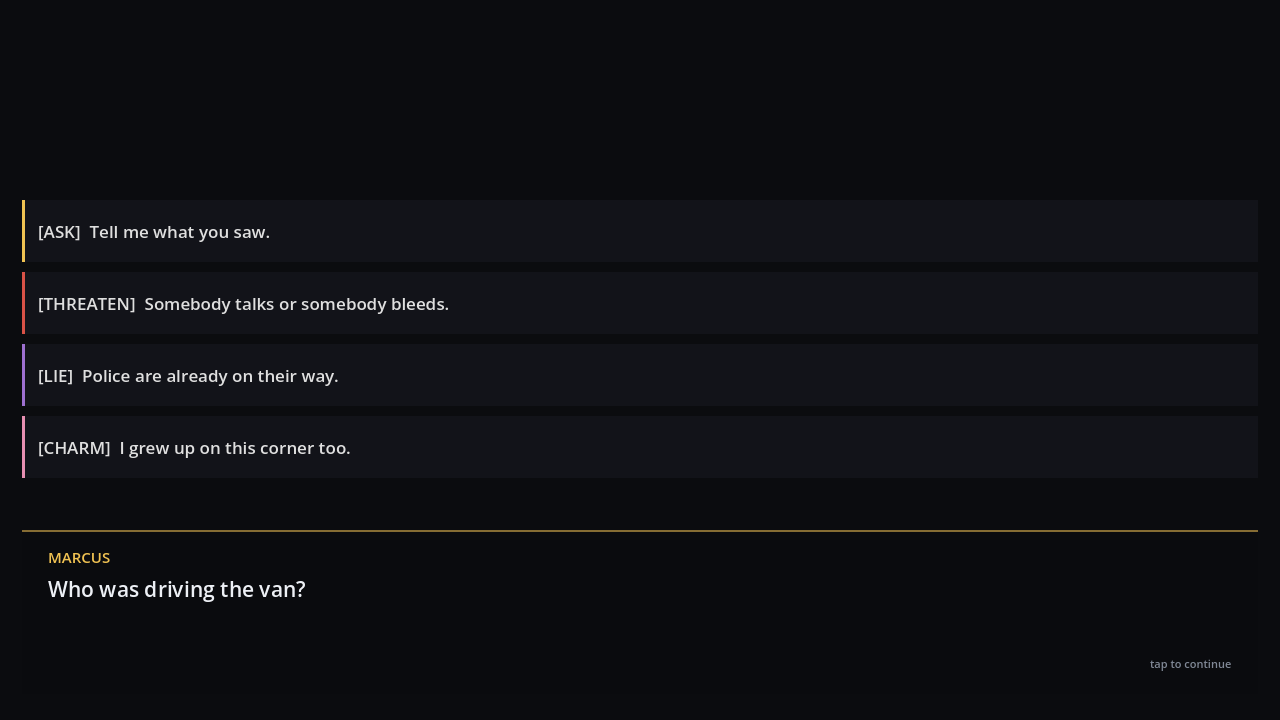 [ASK] Tell me what you saw.
[THREATEN] Somebody talks or somebody bleeds.
[LIE] Police are already on their way.
[CHARM] I grew up on this corner too.
MARCUS
Who was driving the van?
tap to continue